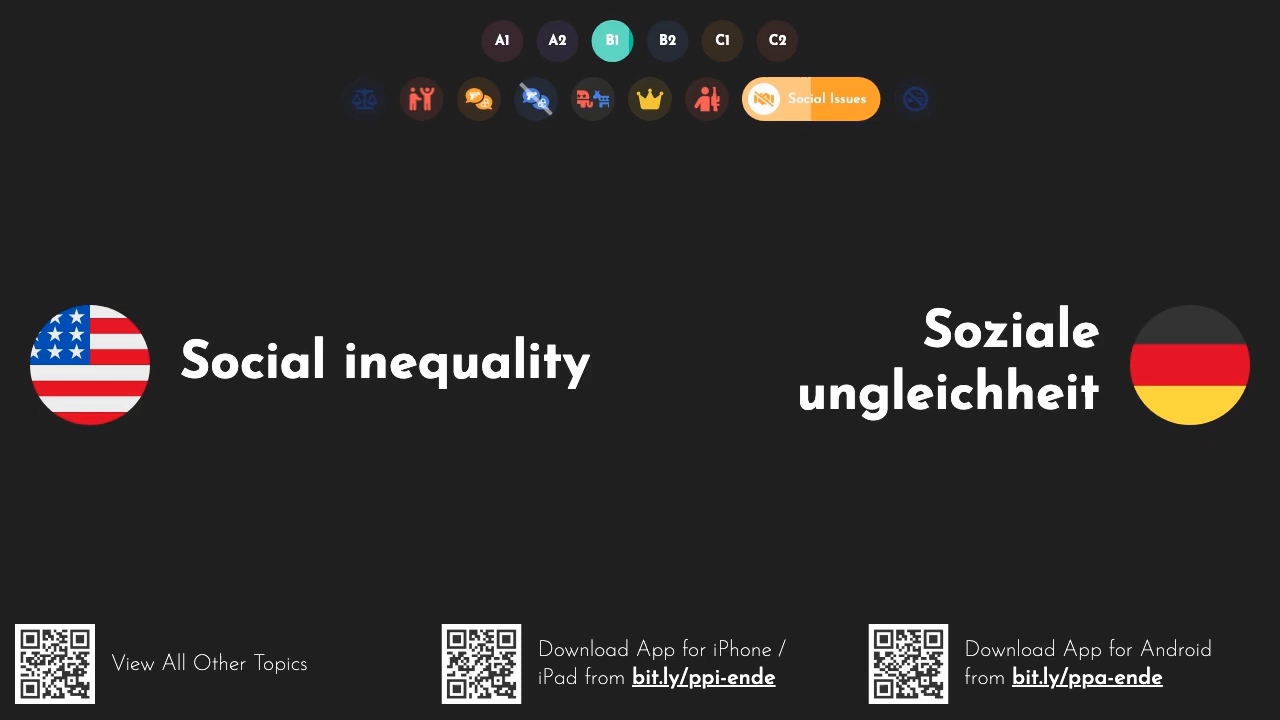 A1 A2 B1 B2 C1 C2
Social Issues
Social inequality
Soziale
ungleichheit
View All Other Topics
Download App for iPhone /
iPad from bit.ly/ppi-ende
Download App for Android
from bit.ly/ppa-ende